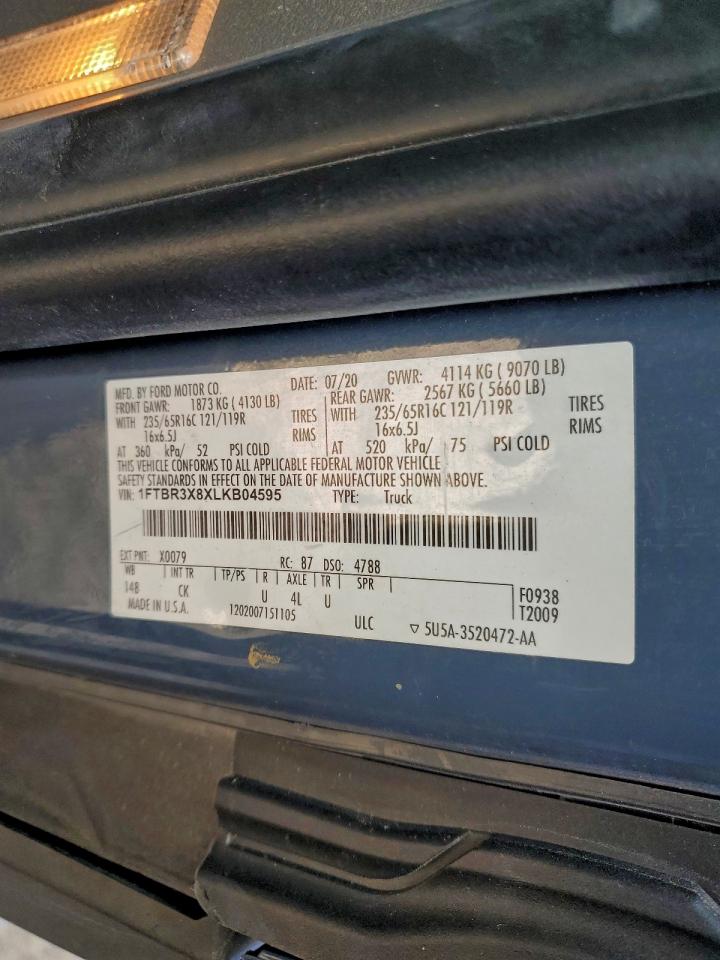 MFD. BY FORD MOTOR CO. DATE: 07/20 GVWR: 4114 KG ( 9070 LB)
FRONT GAWR: 1873 KG ( 4130 LB) REAR GAWR: 2567 KG ( 5660 LB)
WITH 235/65R16C 121/119R TIRES WITH 235/65R16C 121/119R TIRES
16x6.5J RIMS 16x6.5J RIMS
AT 360 kPa/ 52 PSI COLD AT 520 kPa/ 75 PSI COLD
THIS VEHICLE CONFORMS TO ALL APPLICABLE FEDERAL MOTOR VEHICLE
SAFETY STANDARDS IN EFFECT ON THE DATE OF MANUFACTURE SHOWN ABOVE.
VIN: 1FTBR3X8XLKB04595 TYPE: Truck
EXT PNT: X0079 RC: 87 DSO: 4788
WB INT TR TP/PS R AXLE TR SPR
148 CK U 4L U F0938
MADE IN U.S.A. 1202007151105 T2009
ULC ▽ 5U5A-3520472-AA